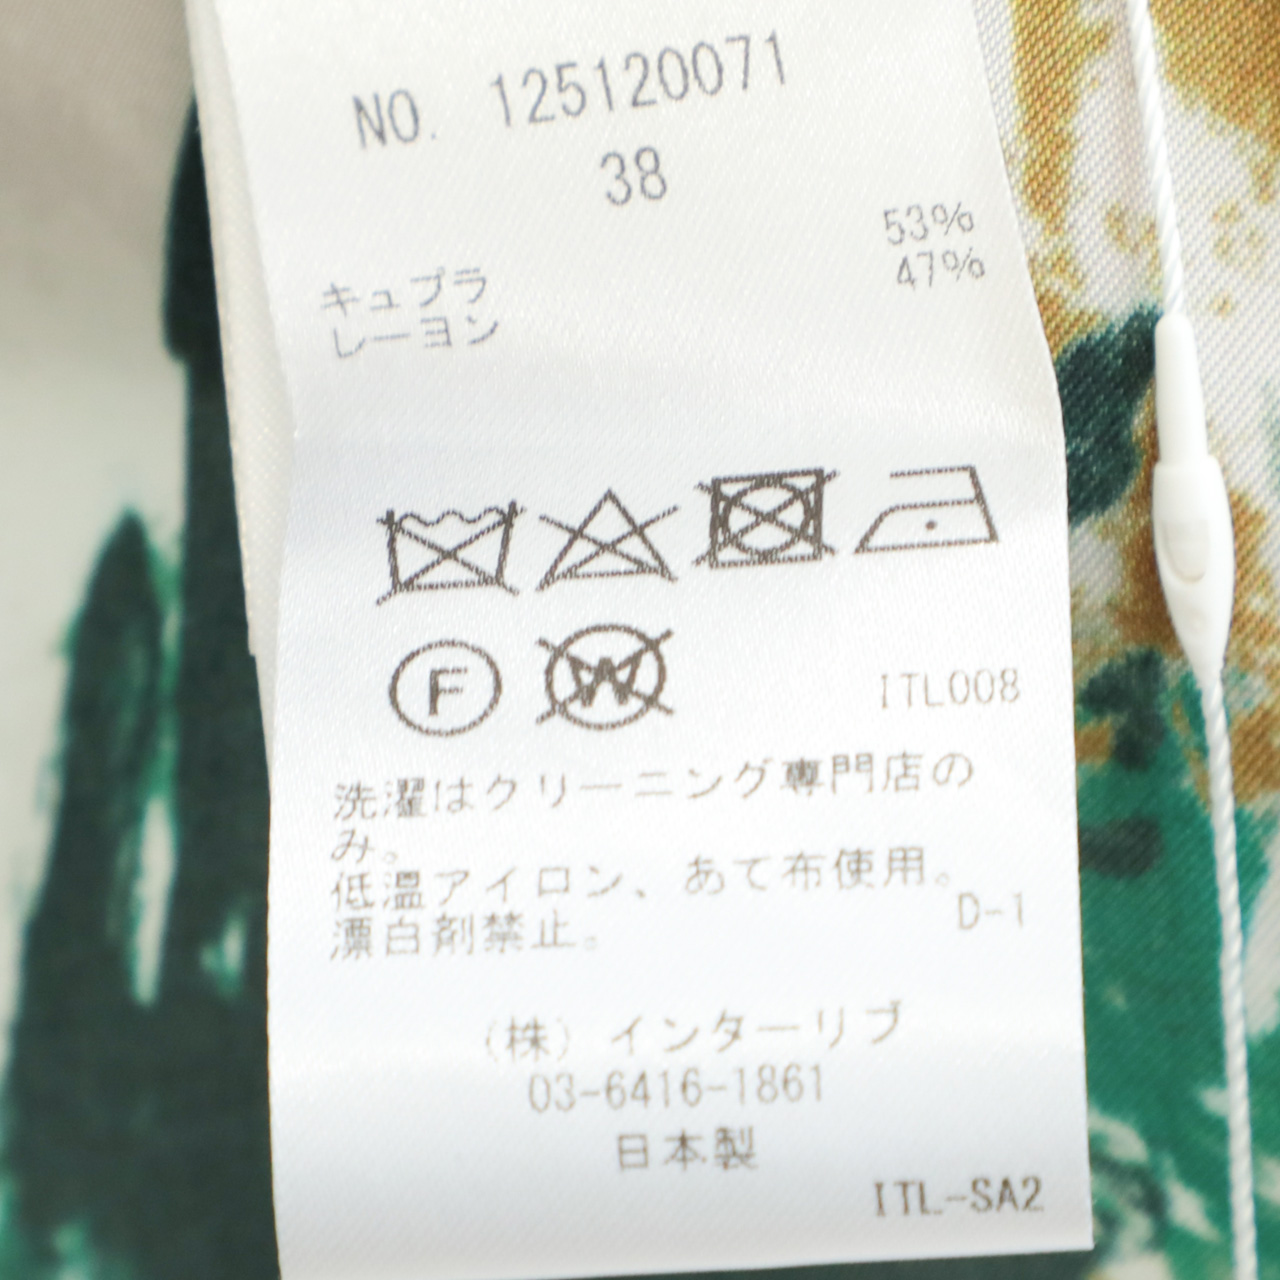 NO. 125120071
38
53%
47%
キュプラ
レーヨン
F
W
ITL008
洗濯はクリーニング専門店の
み。
低温アイロン、あて布使用。
漂白剤禁止。
D-1
(株)インターリブ
03-6416-1861
日本製
ITL-SA2